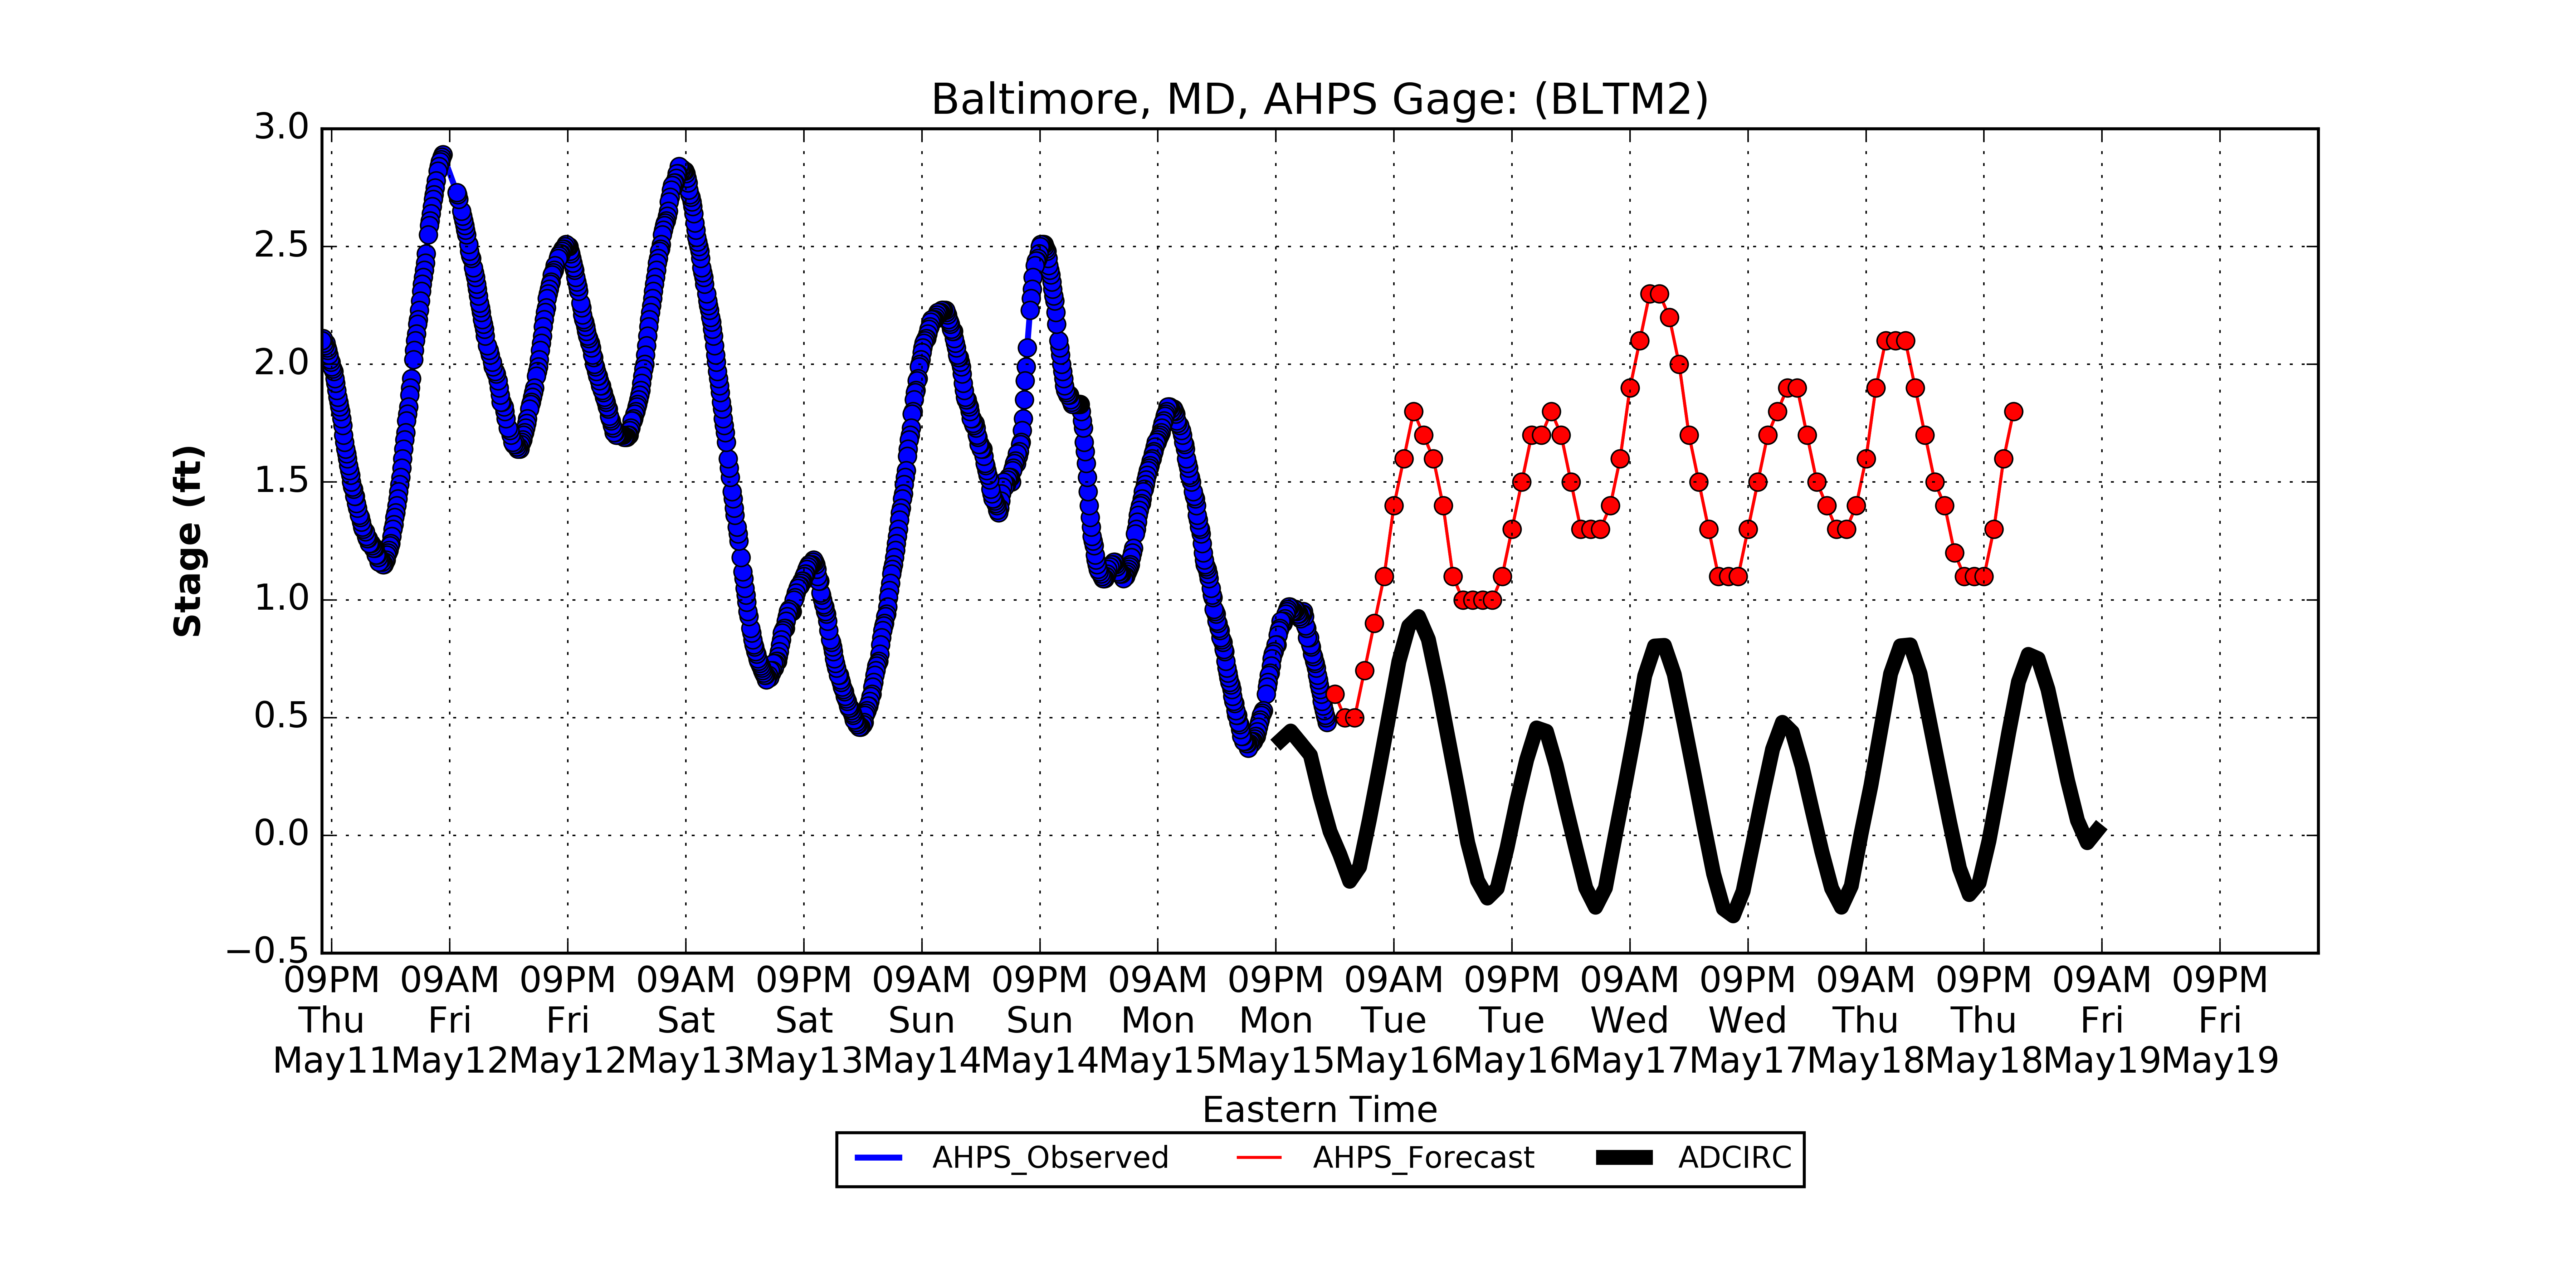 Baltimore, MD, AHPS Gage: (BLTM2)
3.0
2.5
2.0
1.5
1.0
0.5
0.0
−0.5
Stage (ft)
09PM 09AM 09PM 09AM 09PM 09AM 09PM 09AM 09PM 09AM 09PM 09AM 09PM 09AM 09PM 09AM 09PM
Thu Fri Fri Sat Sat Sun Sun Mon Mon Tue Tue Wed Wed Thu Thu Fri Fri
May11 May12 May12 May13 May13 May14 May14 May15 May15 May16 May16 May17 May17 May18 May18 May19 May19
Eastern Time
AHPS_Observed AHPS_Forecast ADCIRC